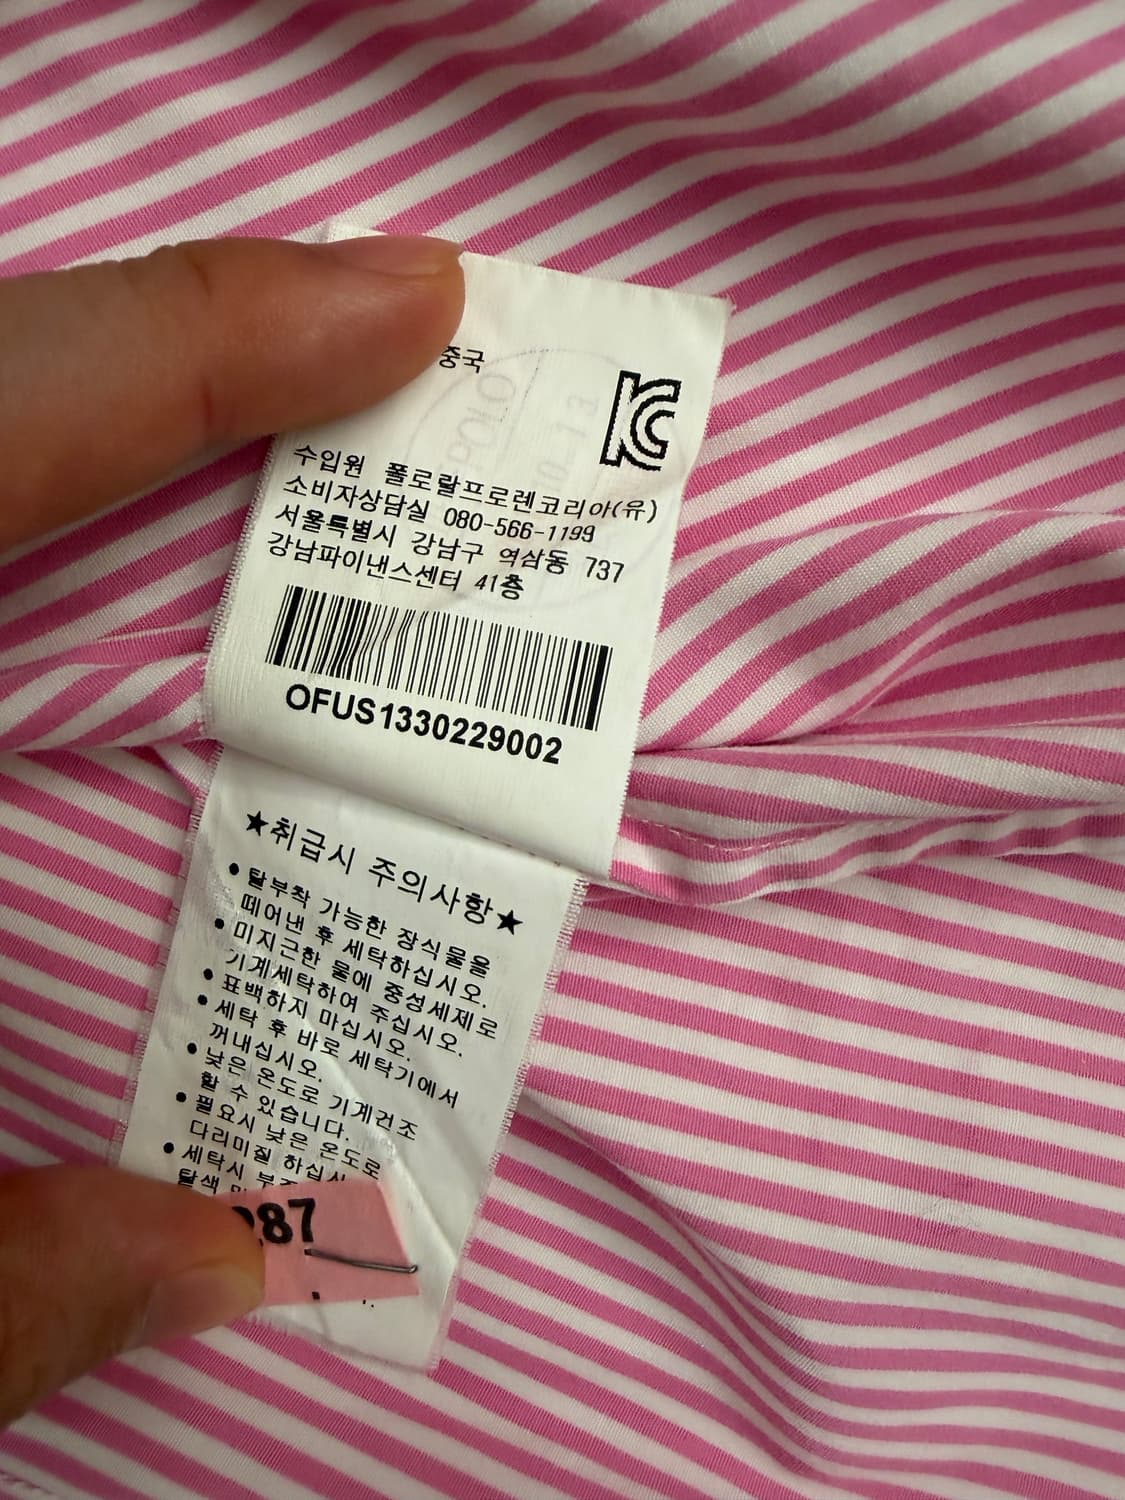 중국
KC
POLO
10.13
수입원 폴로랄프로렌코리아(유)
소비자상담실 080-566-1199
서울특별시 강남구 역삼동 737
강남파이낸스센터 41층
OFUS1330229002
★취급시 주의사항★
● 탈부착 가능한 장식물을
떼어낸 후 세탁하십시오.
● 미지근한 물에 중성세제로
기계세탁하여 주십시오.
● 표백하지 마십시오.
● 세탁 후 바로 세탁기에서
꺼내십시오.
● 낮은 온도로 기계건조
할 수 있습니다.
● 필요시 낮은 온도로
다리미질 하십시
● 세탁시
탈색
87